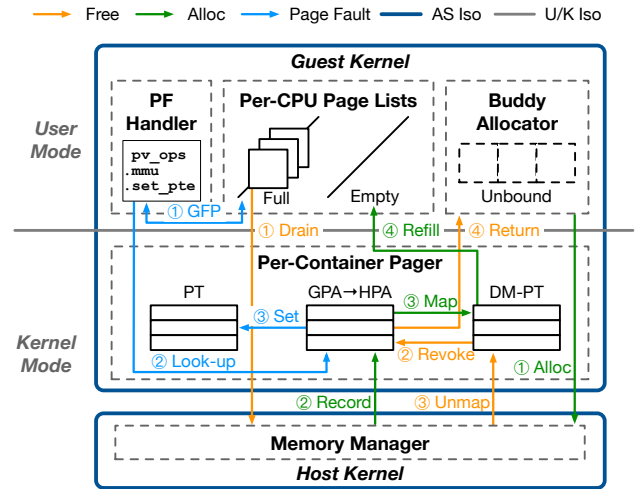 Free Alloc Page Fault AS Iso U/K Iso
Guest Kernel
PF Handler
Per-CPU Page Lists
Buddy Allocator
User Mode
pv_ops
.mmu
.set_pte
Full
Empty
Unbound
① GFP
① Drain
④ Refill
④ Return
Per-Container Pager
PT
GPA→HPA
DM-PT
③ Map
③ Set
Kernel Mode
② Look-up
② Revoke
① Alloc
② Record
③ Unmap
Memory Manager
Host Kernel